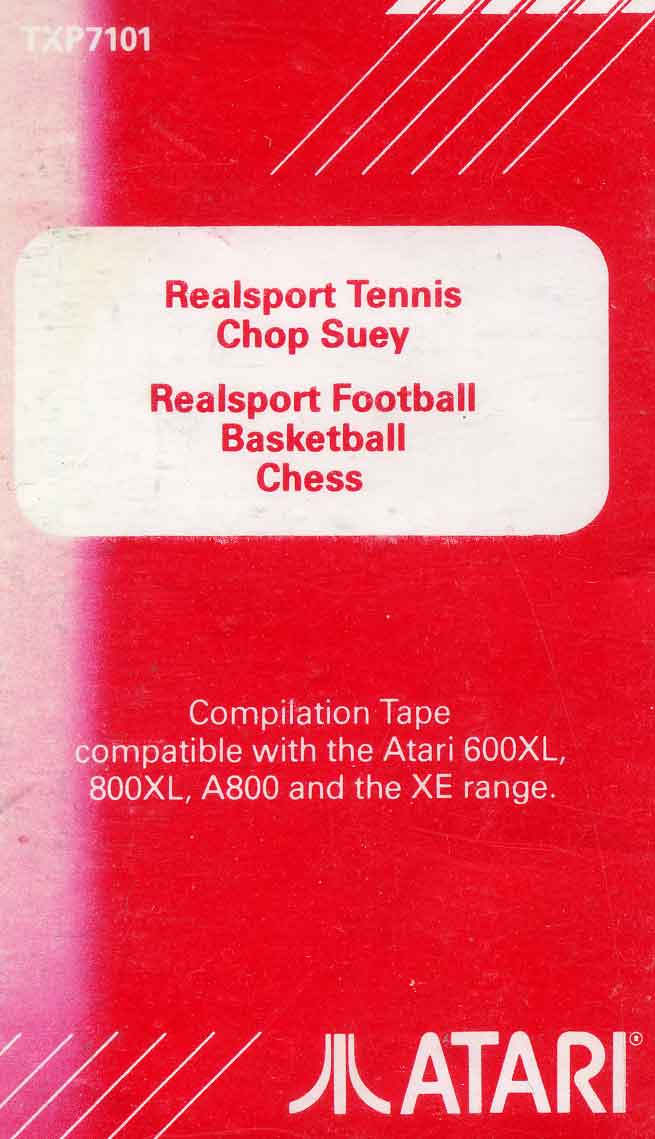 TXP7101
Realsport Tennis
Chop Suey
Realsport Football
Basketball
Chess
Compilation Tape
compatible with the Atari 600XL,
800XL, A800 and the XE range.
ATARI®